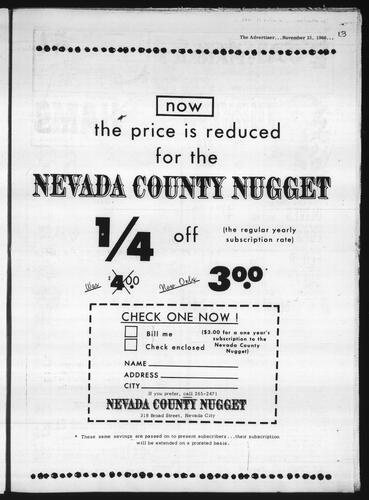 The Advertiser...November 21, 1966...
13
now
the price is reduced
for the
NEVADA COUNTY NUGGET
1/4 off
(the regular yearly
subscription rate)
Was $4.00 Now Only 3.00*
CHECK ONE NOW !
Bill me
Check enclosed
($3.00 for a one year's
subscription to the
Nevada County
Nugget)
NAME
ADDRESS
CITY
If you prefer, call 265-2471
NEVADA COUNTY NUGGET
318 Broad Street, Nevada City
* These same savings are passed on to present subscribers...their subscription
will be extended on a prorated basis.